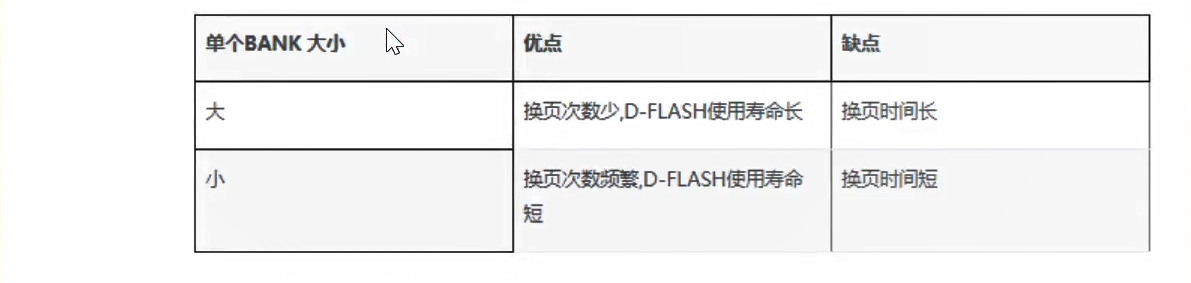 单个BANK 大小
优点
缺点
大
换页次数少,D-FLASH使用寿命长
换页时间长
小
换页次数频繁,D-FLASH使用寿命
短
换页时间短